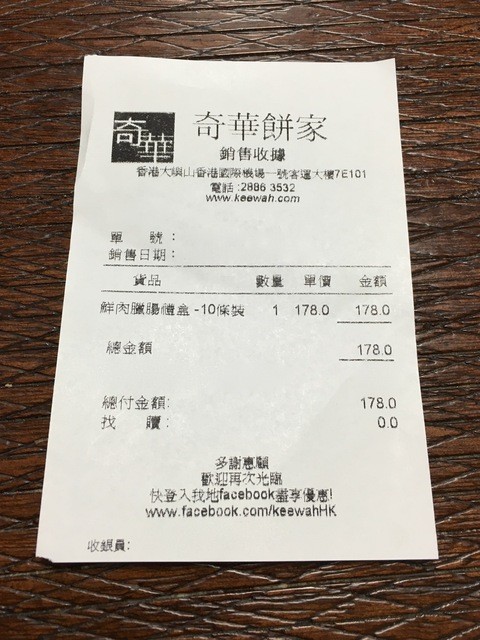 奇華
奇華餅家
銷售收據
香港大嶼山香港國際機場一號客運大樓7E101
電話:2886 3532
www.keewah.com
單 號:
銷售日期:
貨品 數量 單價 金額
鮮肉臘腸禮盒 -10條裝 1 178.0 178.0
總金額 178.0
總付金額: 178.0
找 贖: 0.0
多謝惠顧
歡迎再次光臨
快登入我地facebook盡享優惠!
www.facebook.com/keewahHK
收銀員: